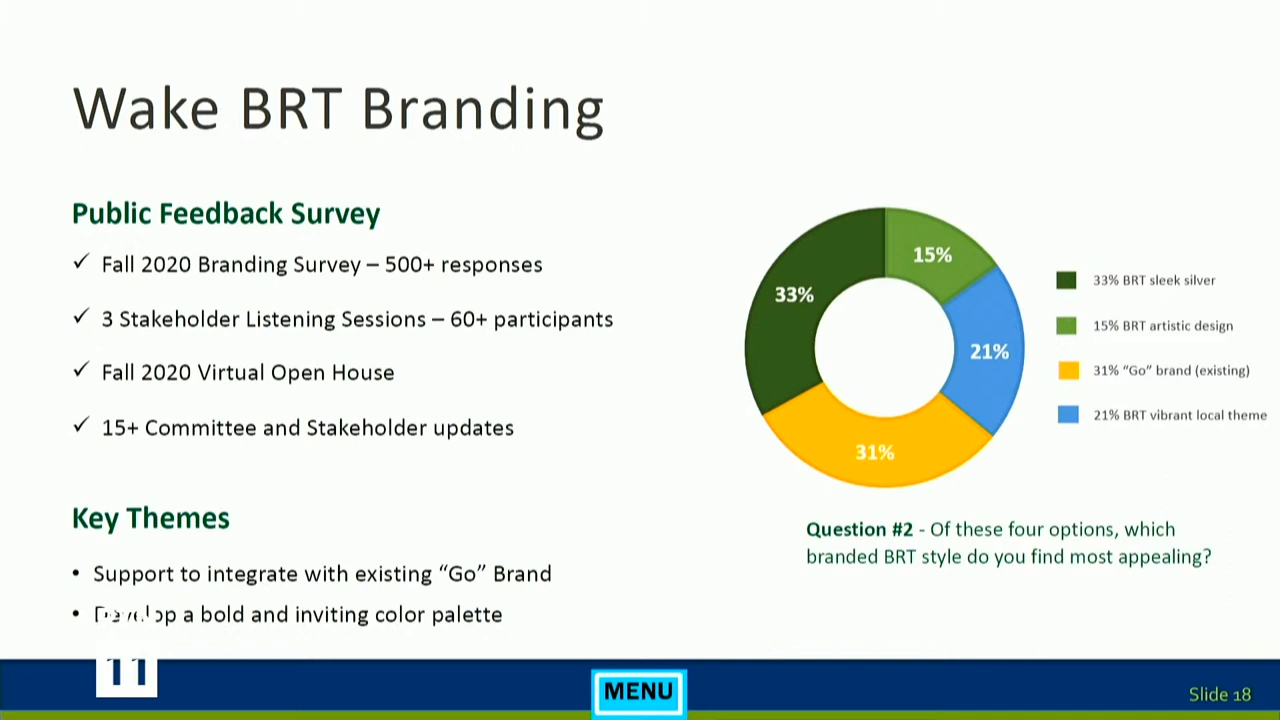 Wake BRT Branding
Public Feedback Survey
✓ Fall 2020 Branding Survey – 500+ responses
✓ 3 Stakeholder Listening Sessions – 60+ participants
✓ Fall 2020 Virtual Open House
✓ 15+ Committee and Stakeholder updates
Key Themes
• Support to integrate with existing “Go” Brand
• Develop a bold and inviting color palette
15%
33%
21%
31%
33% BRT sleek silver
15% BRT artistic design
31% “Go” brand (existing)
21% BRT vibrant local theme
Question #2 - Of these four options, which
branded BRT style do you find most appealing?
11
MENU
Slide 18